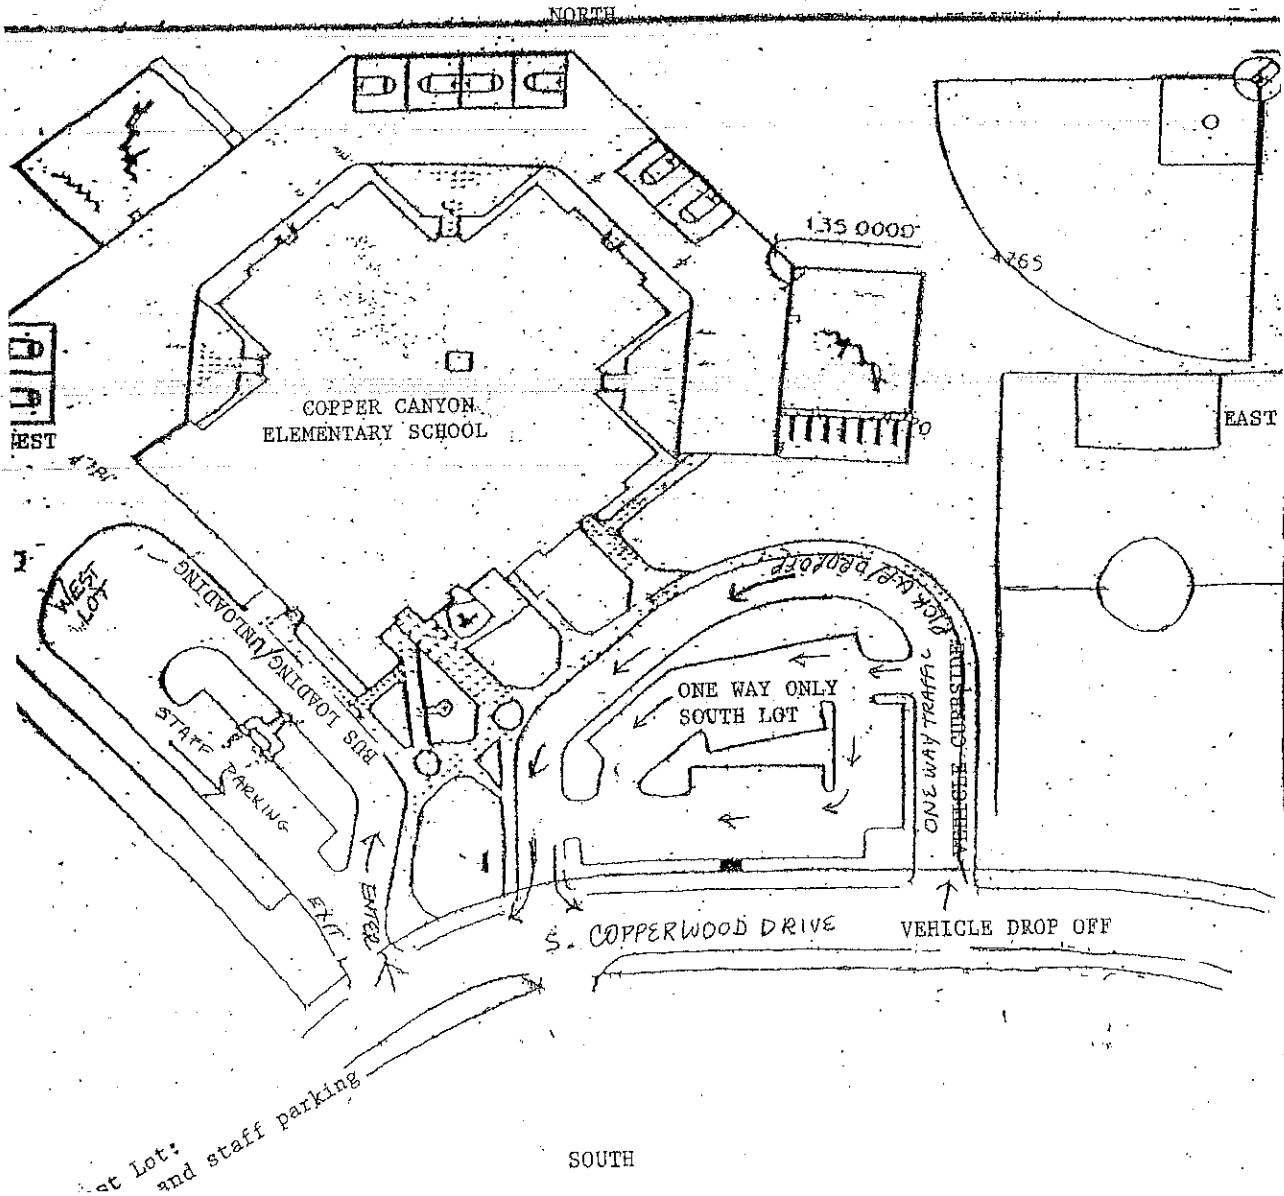 NORTH
135.0000
4765
COPPER CANYON
ELEMENTARY SCHOOL
EST
EAST
WEST
LOT
BUS LOADING/UNLOADING
STAFF PARKING
EXIT
ENTER
PICK UP/DROPOFF
VEHICLE CURBSIDE
ONE WAY TRAFFIC
ONE WAY ONLY
SOUTH LOT
S. COPPERWOOD DRIVE
VEHICLE DROP OFF
st Lot:
and staff parking
SOUTH